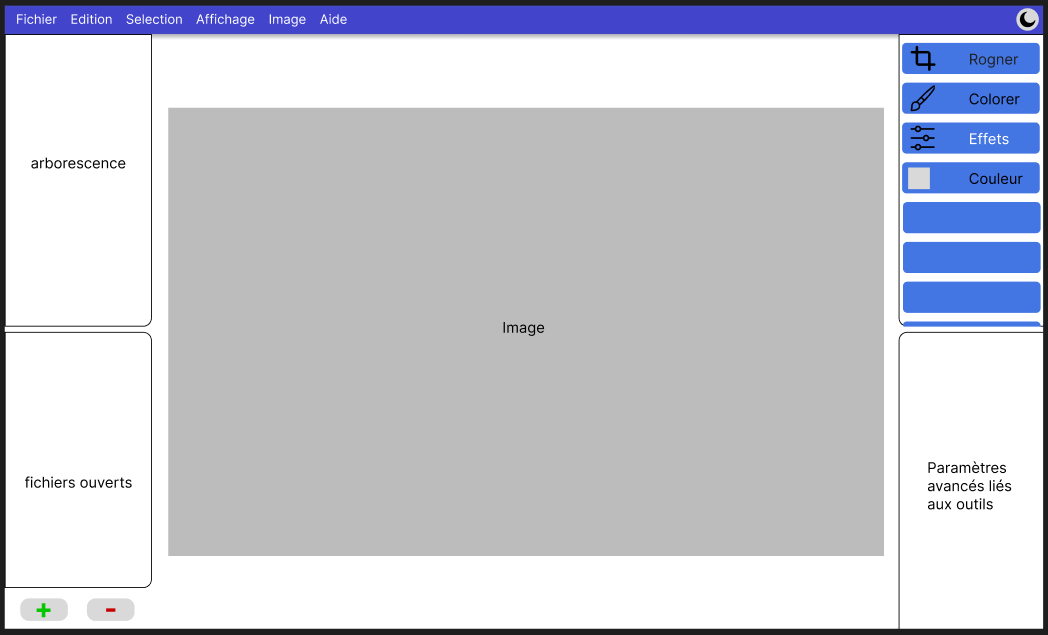 Fichier Edition Selection Affichage Image Aide
arborescence
fichiers ouverts
Image
Rogner
Colorer
Effets
Couleur
Paramètres
avancés liés
aux outils